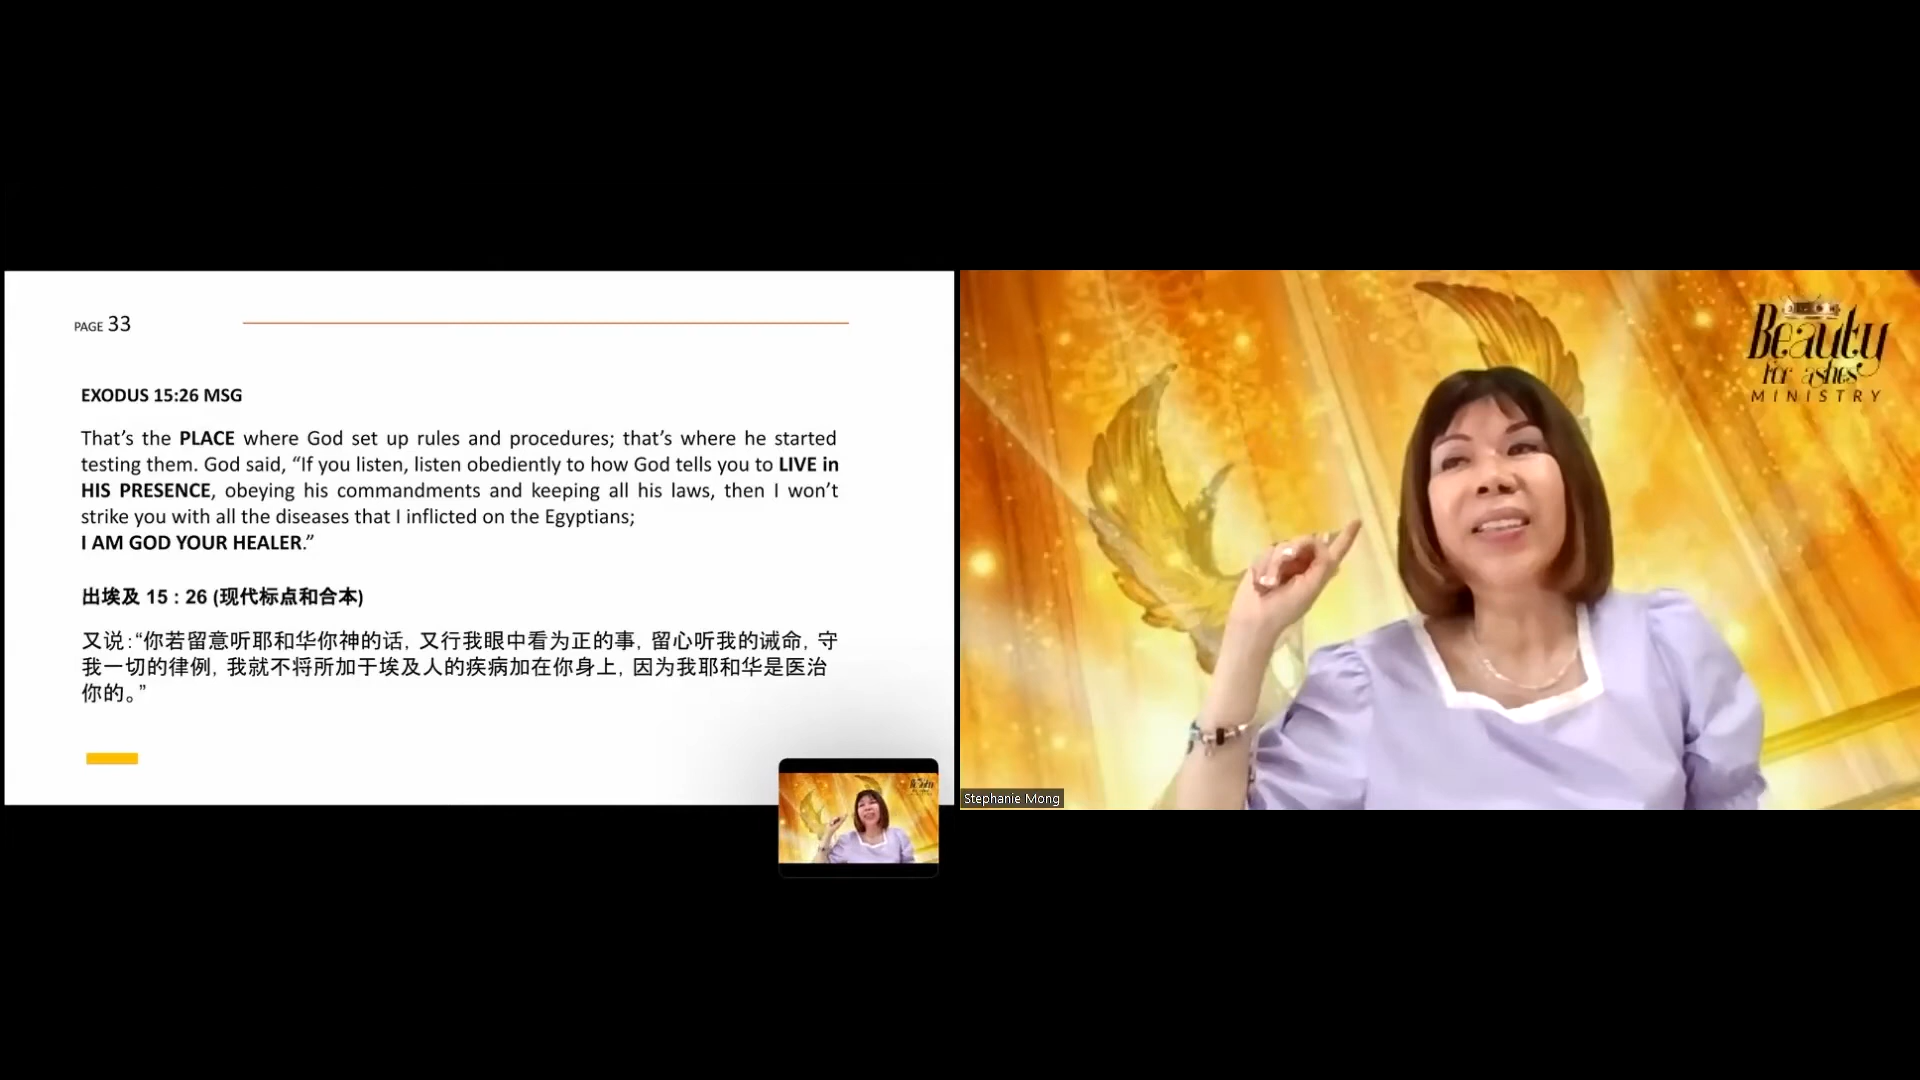 PAGE 33
EXODUS 15:26 MSG
That’s the PLACE where God set up rules and procedures; that’s where he started
testing them. God said, “If you listen, listen obediently to how God tells you to LIVE in
HIS PRESENCE, obeying his commandments and keeping all his laws, then I won’t
strike you with all the diseases that I inflicted on the Egyptians;
I AM GOD YOUR HEALER.”
出埃及 15 : 26 (现代标点和合本)
又说：“你若留意听耶和华你神的话, 又行我眼中看为正的事, 留心听我的诫命, 守
我一切的律例, 我就不将所加于埃及人的疾病加在你身上, 因为我耶和华是医治
你的。”
Beauty
for ashes
MINISTRY
Stephanie Mong